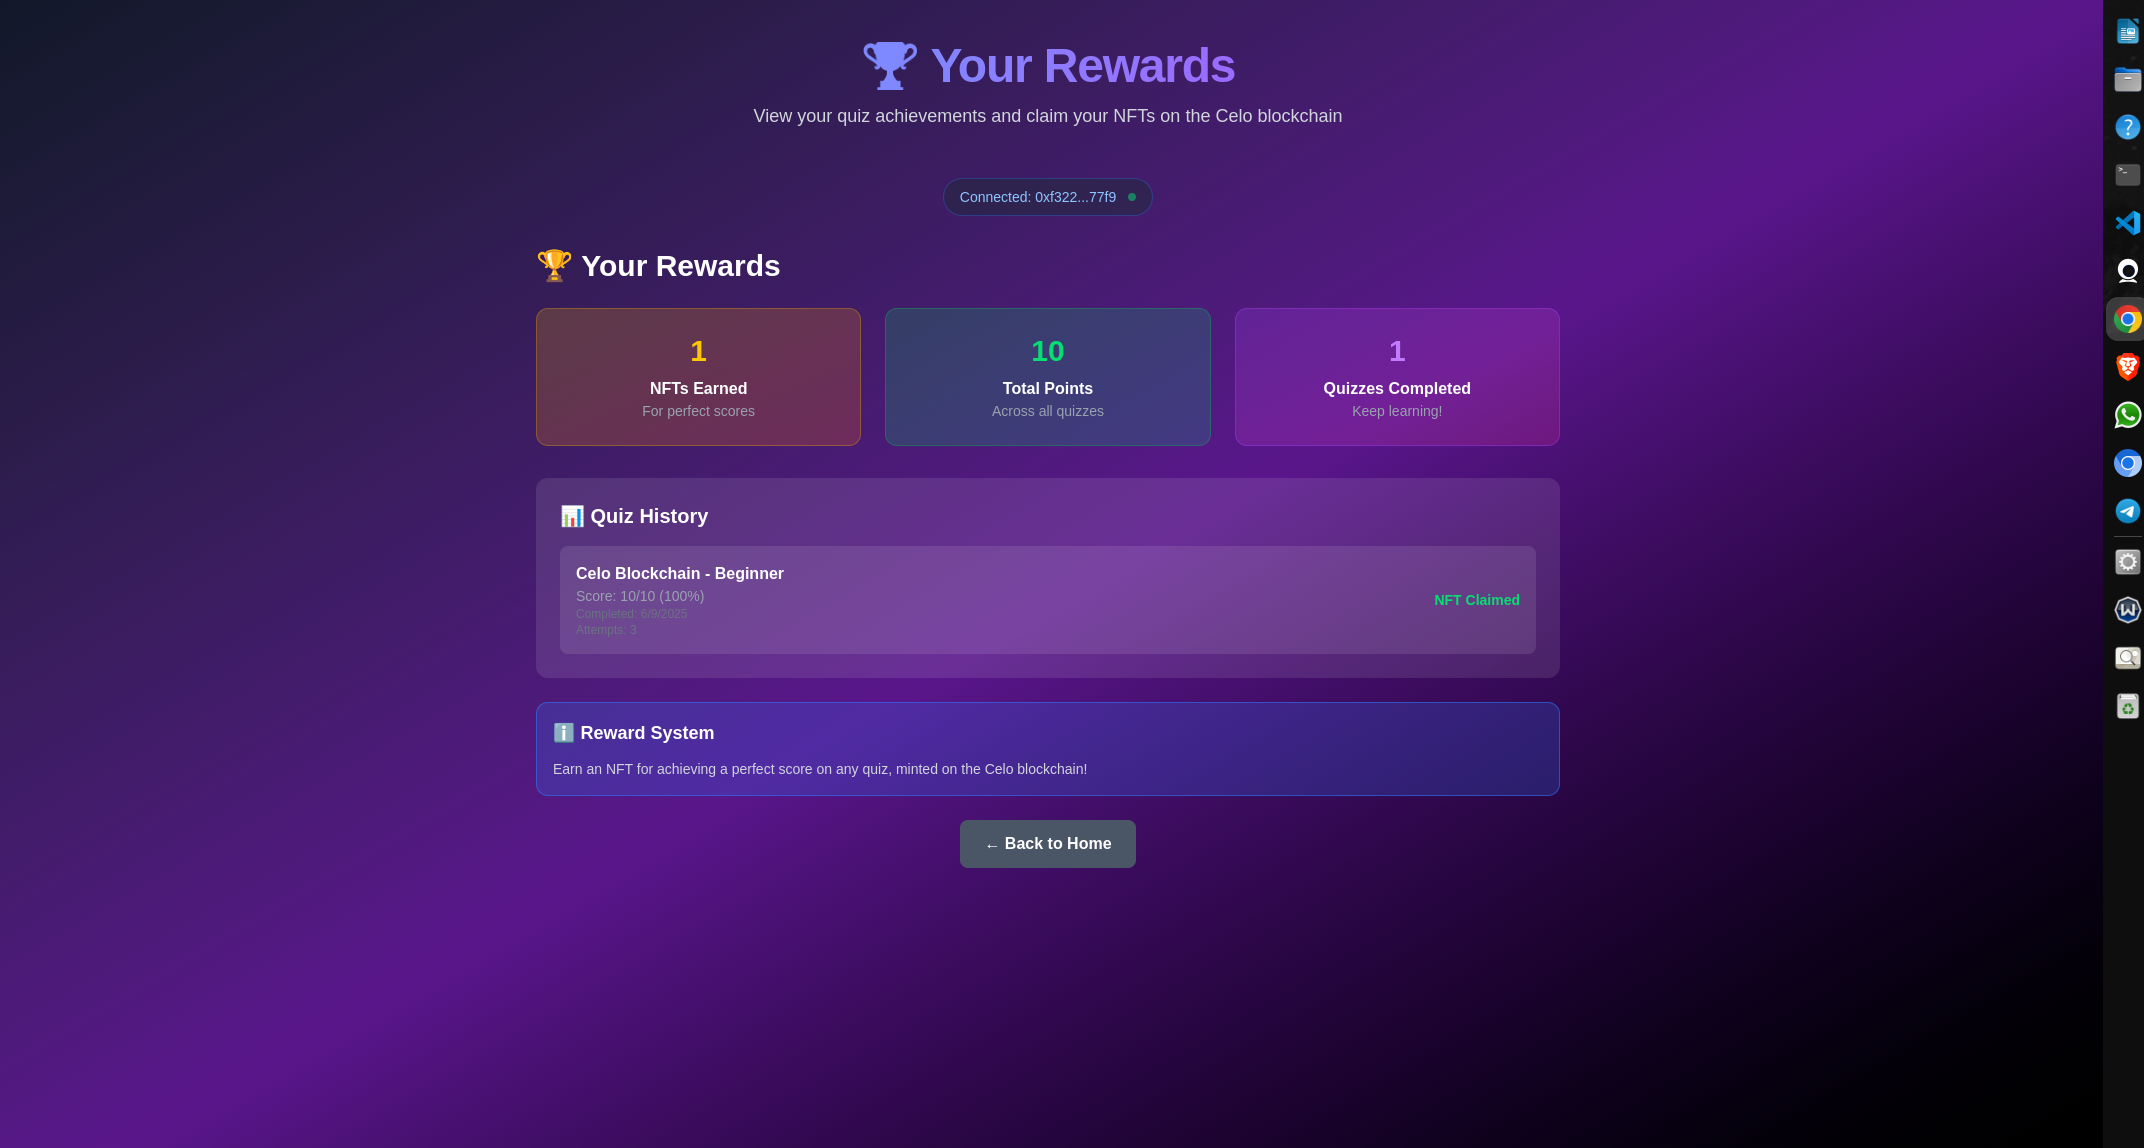 🏆 Your Rewards
View your quiz achievements and claim your NFTs on the Celo blockchain
Connected: 0xf322...77f9
🏆 Your Rewards
1
NFTs Earned
For perfect scores
10
Total Points
Across all quizzes
1
Quizzes Completed
Keep learning!
📊 Quiz History
Celo Blockchain - Beginner
Score: 10/10 (100%)
Completed: 6/9/2025
Attempts: 3
NFT Claimed
ℹ️ Reward System
Earn an NFT for achieving a perfect score on any quiz, minted on the Celo blockchain!
← Back to Home